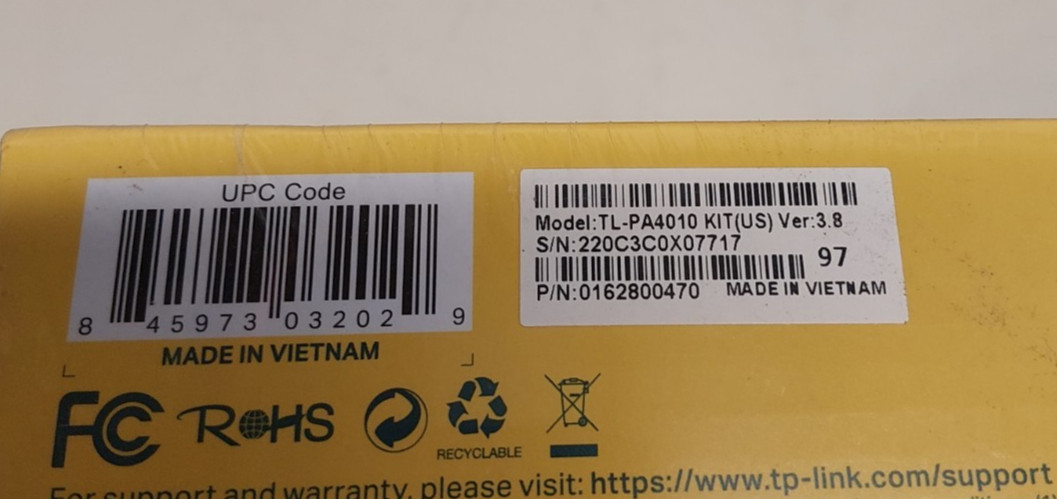 UPC Code
8 45973 03202 9
MADE IN VIETNAM
Model:TL-PA4010 KIT(US) Ver:3.8
S/N:220C3C0X07717
97
P/N:0162800470 MADE IN VIETNAM
FC RoHS
RECYCLABLE
For support and warranty, please visit: https://www.tp-link.com/support